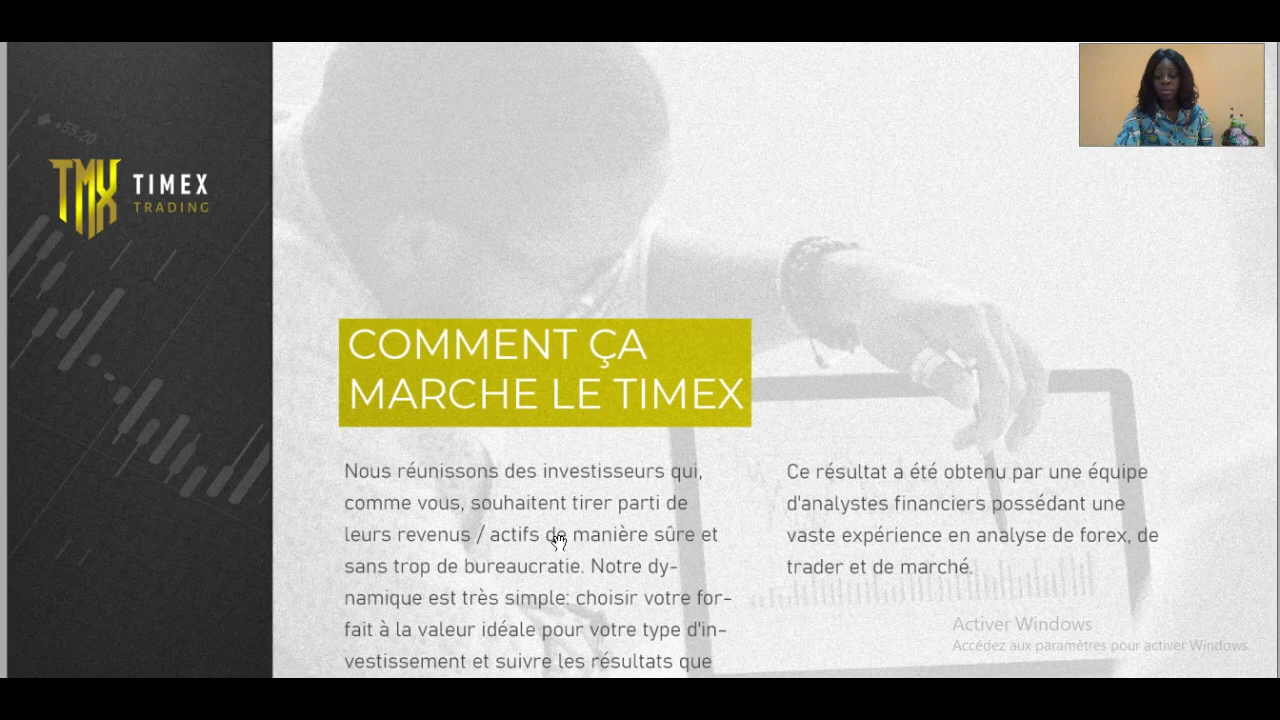 +55.20
TMX
TIMEX
TRADING
COMMENT ÇA
MARCHE LE TIMEX
Nous réunissons des investisseurs qui,
comme vous, souhaitent tirer parti de
leurs revenus / actifs de manière sûre et
sans trop de bureaucratie. Notre dy-
namique est très simple: choisir votre for-
fait à la valeur idéale pour votre type d'in-
vestissement et suivre les résultats que
Ce résultat a été obtenu par une équipe
d'analystes financiers possédant une
vaste expérience en analyse de forex, de
trader et de marché.
Activer Windows
Accédez aux paramètres pour activer Windows.